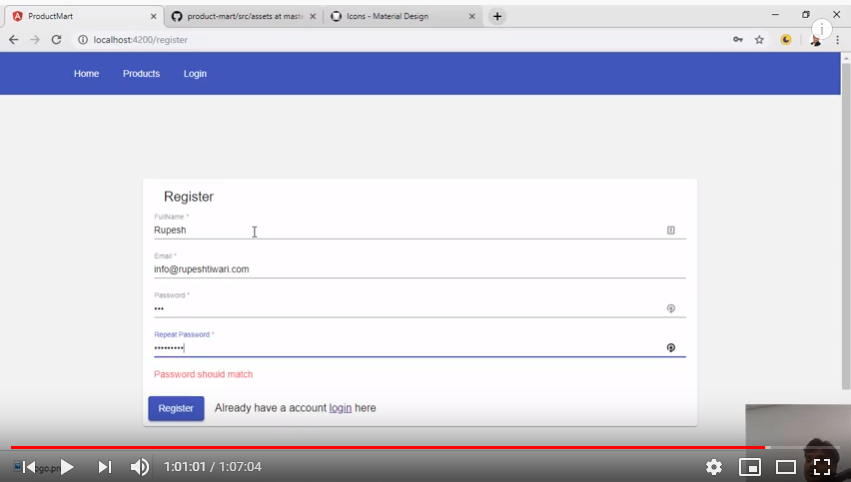 ProductMart
product-mart/src/assets at maste
Icons - Material Design
localhost:4200/register
Home Products Login
Register
FullName *
Rupesh
Email *
info@rupeshtiwari.com
Password *
•••
Repeat Password *
•••••••••
Password should match
Register Already have a account login here
1:01:01 / 1:07:04